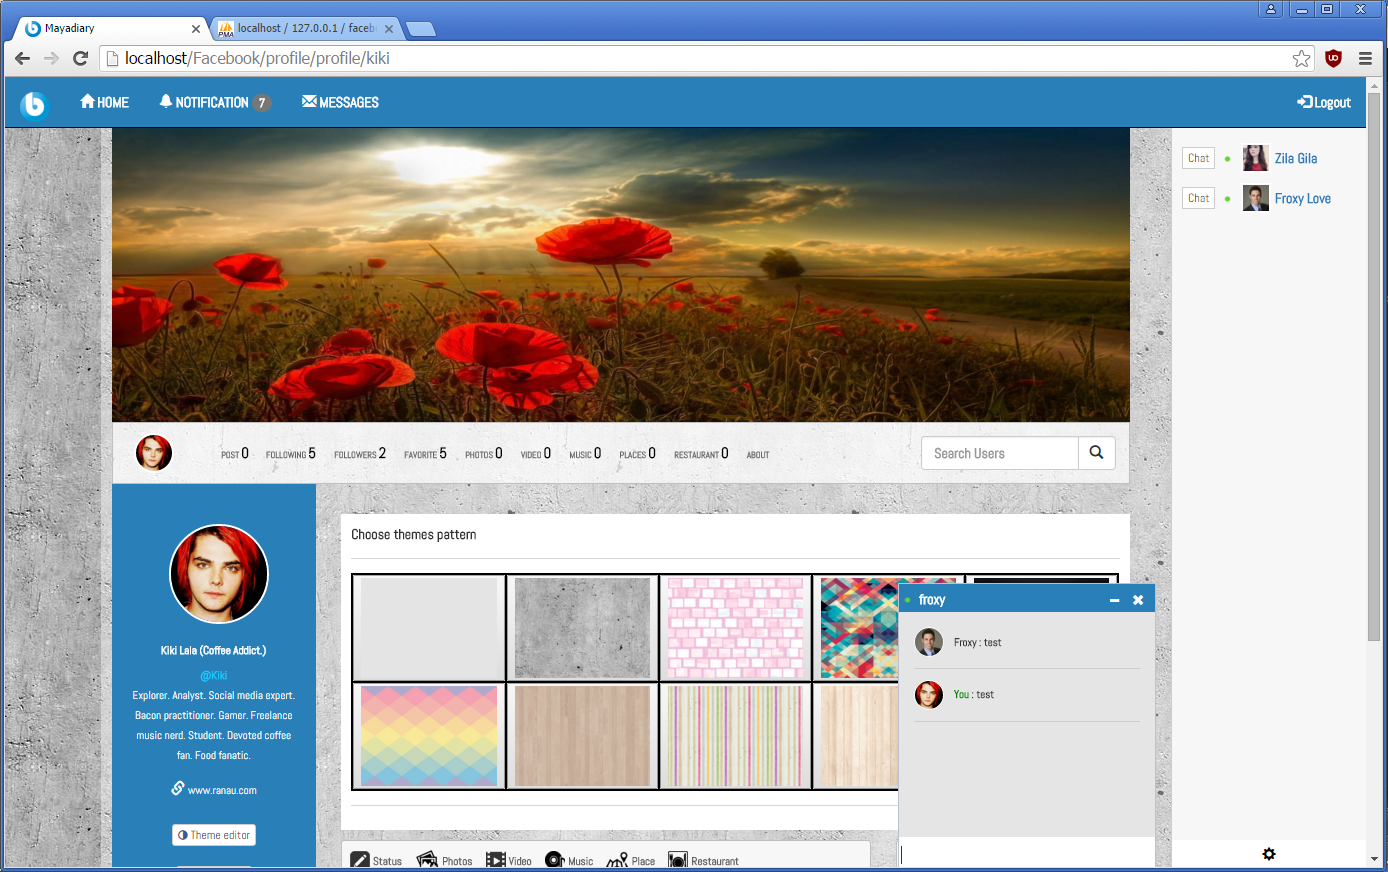 Mayadiary
localhost / 127.0.0.1 / faceb
localhost/Facebook/profile/profile/kiki
HOME
NOTIFICATION 7
MESSAGES
Logout
Chat Zila Gila
Chat Froxy Love
POST 0 FOLLOWING 5 FOLLOWERS 2 FAVORITE 5 PHOTOS 0 VIDEO 0 MUSIC 0 PLACES 0 RESTAURANT 0 ABOUT
Search Users
Kiki Lala (Coffee Addict.)
@Kiki
Explorer. Analyst. Social media expert.
Bacon practitioner. Gamer. Freelance
music nerd. Student. Devoted coffee
fan. Food fanatic.
www.ranau.com
Theme editor
Choose themes pattern
Status Photos Video Music Place Restaurant
froxy
Froxy : test
You : test